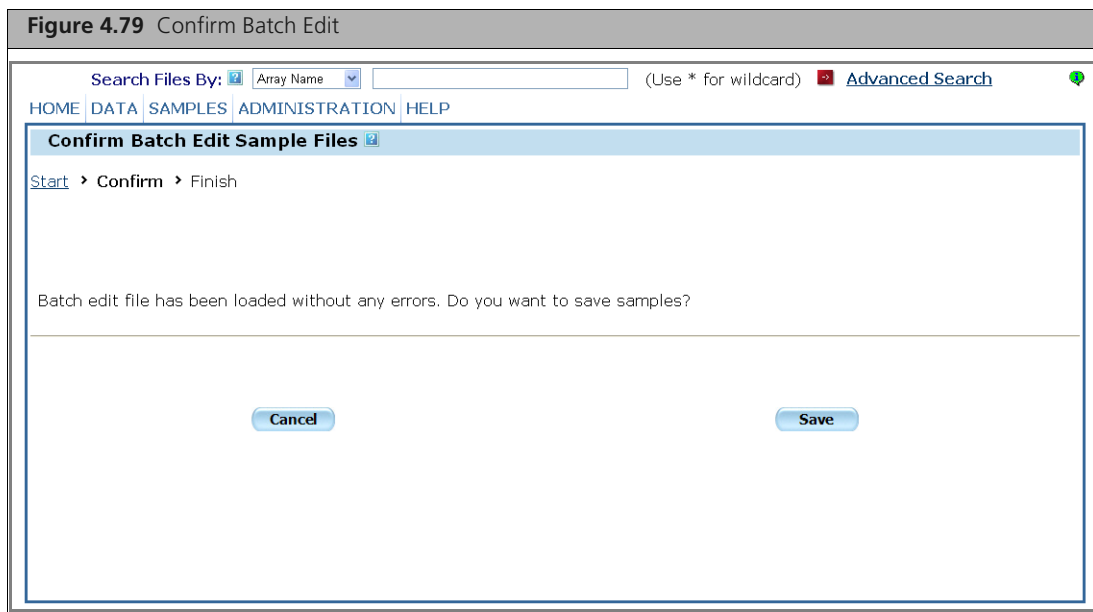 Figure 4.79 Confirm Batch Edit
Search Files By: ? Array Name (Use * for wildcard) Advanced Search
HOME DATA SAMPLES ADMINISTRATION HELP
Confirm Batch Edit Sample Files ?
Start > Confirm > Finish
Batch edit file has been loaded without any errors. Do you want to save samples?
Cancel Save